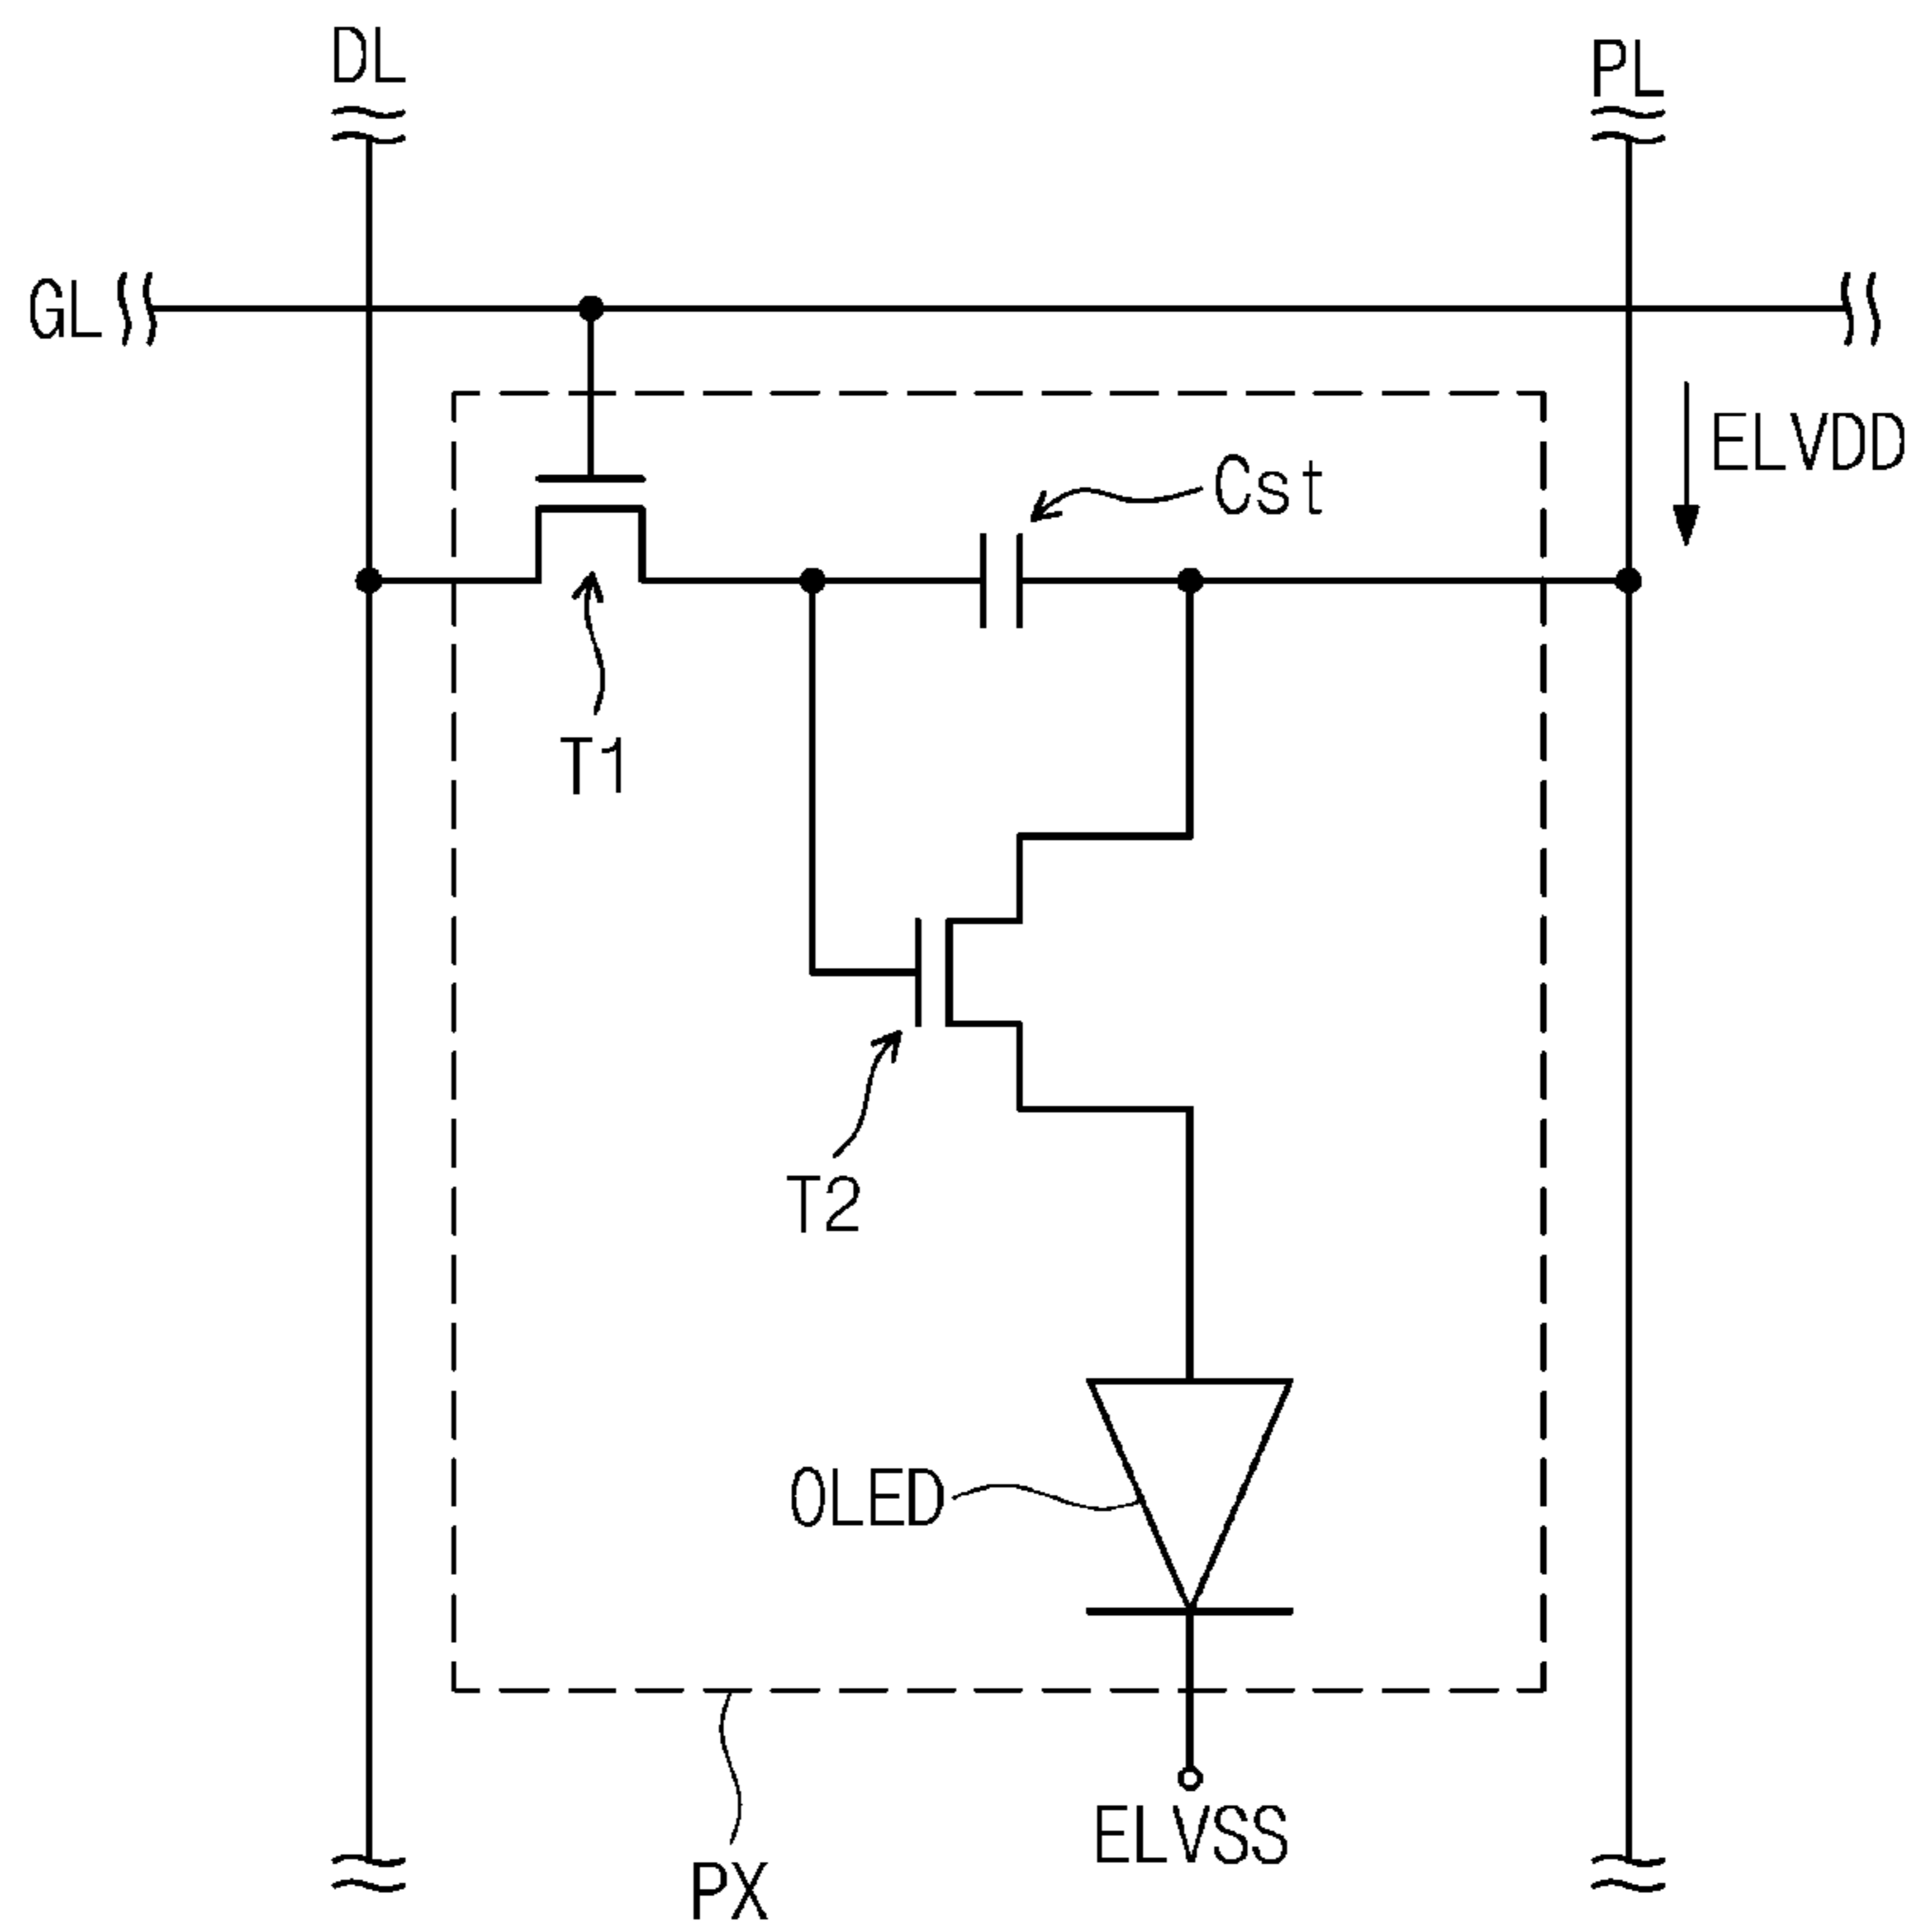 DL
PL
GL
ELVDD
Cst
T1
T2
OLED
ELVSS
PX